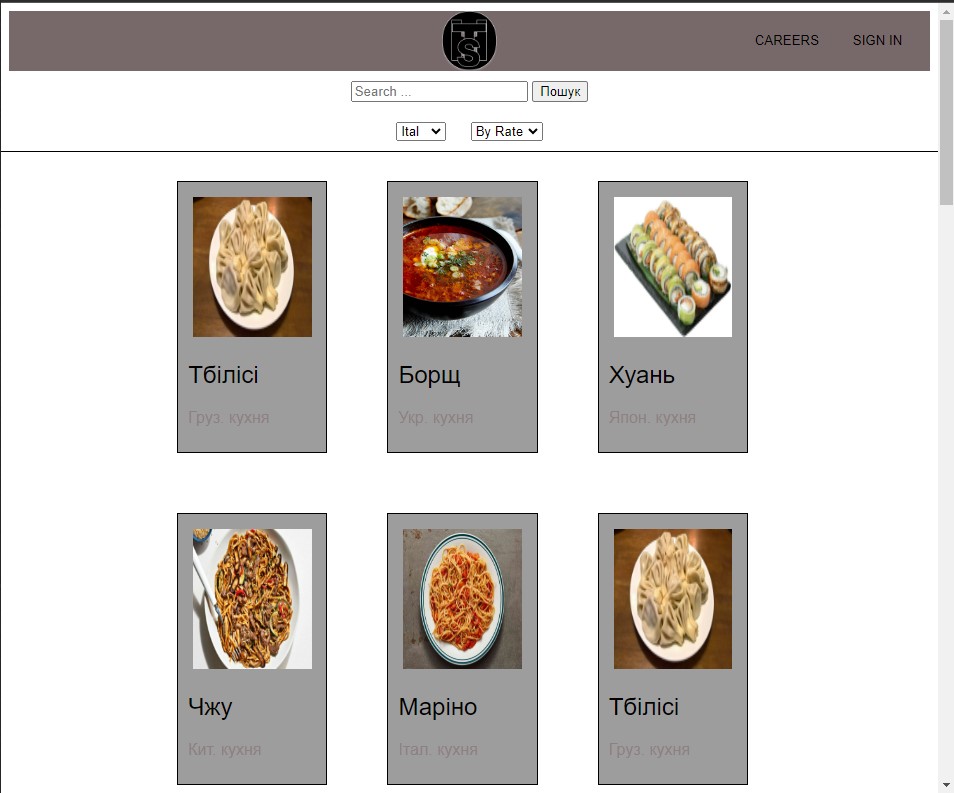 CAREERS SIGN IN
Search ... Пошук
Ital By Rate
Тбілісі Борщ Хуань
Груз. кухня Укр. кухня Япон. кухня
Чжу Маріно Тбілісі
Кит. кухня Італ. кухня Груз. кухня